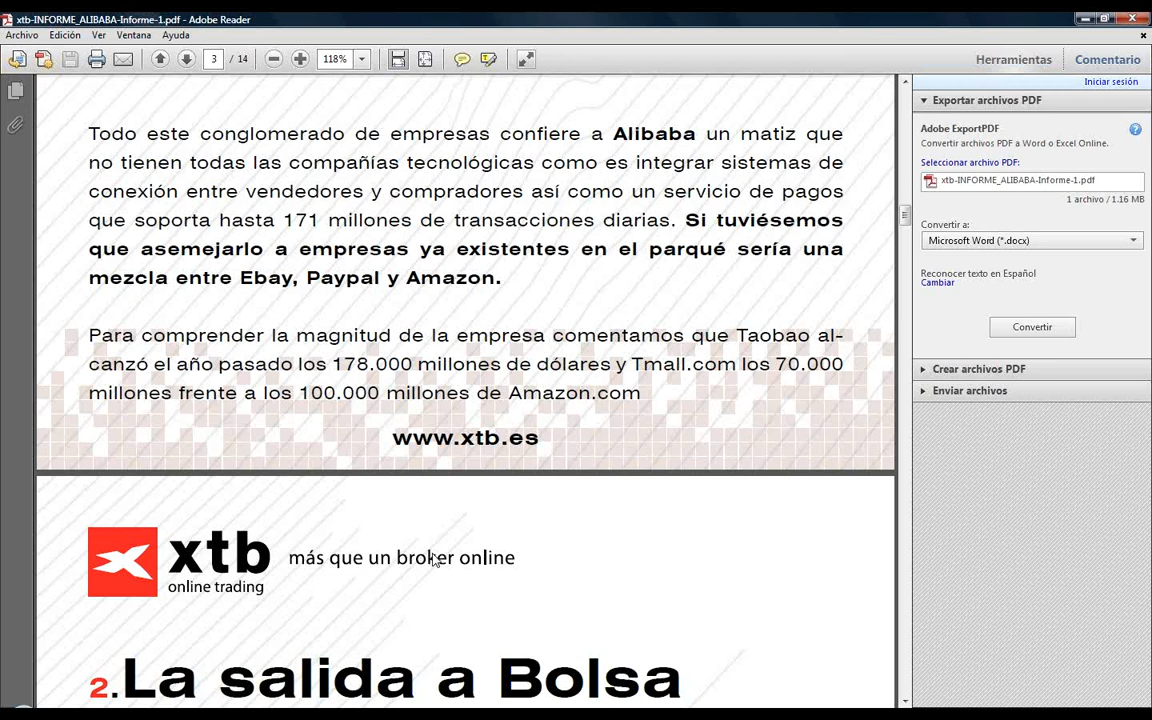 xtb-INFORME_ALIBABA-Informe-1.pdf - Adobe Reader
Archivo Edición Ver Ventana Ayuda
3 / 14 118% Herramientas Comentario
Iniciar sesión
Exportar archivos PDF
Adobe ExportPDF
Convertir archivos PDF a Word o Excel Online.
Seleccionar archivo PDF:
xtb-INFORME_ALIBABA-Informe-1.pdf
1 archivo / 1.16 MB
Convertir a:
Microsoft Word (*.docx)
Reconocer texto en Español
Cambiar
Convertir
Crear archivos PDF
Enviar archivos
Todo este conglomerado de empresas confiere a Alibaba un matiz que
no tienen todas las compañías tecnológicas como es integrar sistemas de
conexión entre vendedores y compradores así como un servicio de pagos
que soporta hasta 171 millones de transacciones diarias. Si tuviésemos
que asemejarlo a empresas ya existentes en el parqué sería una
mezcla entre Ebay, Paypal y Amazon.
Para comprender la magnitud de la empresa comentamos que Taobao al-
canzó el año pasado los 178.000 millones de dólares y Tmall.com los 70.000
millones frente a los 100.000 millones de Amazon.com
www.xtb.es
xtb más que un broker online
online trading
2.La salida a Bolsa